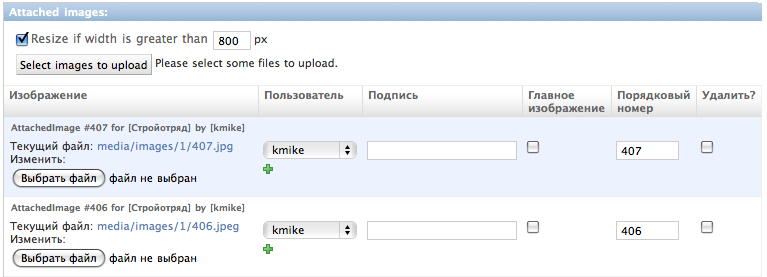 Attached images:
Resize if width is greater than 800 px
Select images to upload Please select some files to upload.
Изображение Пользователь Подпись Главное изображение Порядковый номер Удалить?
AttachedImage #407 for [Стройотряд] by [kmike]
Текущий файл: media/images/1/407.jpg kmike 407
Изменить:
Выбрать файл файл не выбран
AttachedImage #406 for [Стройотряд] by [kmike]
Текущий файл: media/images/1/406.jpeg kmike 406
Изменить:
Выбрать файл файл не выбран